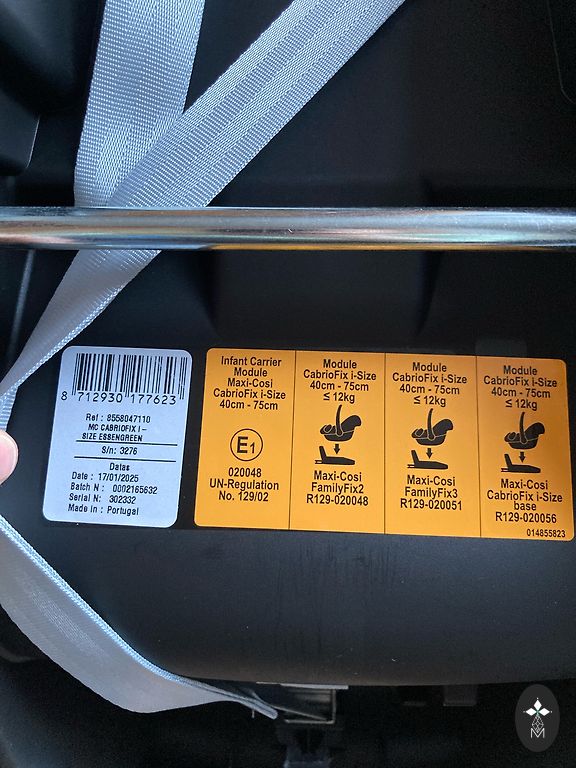 8 712930 177623
Ref : 8558047110
MC CABRIOFIX I-
SIZE ESSENGREEN
S/n: 3276
Datas
Date : 17/01/2025
Batch N : 0002165632
Serial N: 302332
Made in : Portugal
Infant Carrier
Module
Maxi-Cosi
CabrioFix i-Size
40cm - 75cm
E1
020048
UN-Regulation
No. 129/02
Module
CabrioFix i-Size
40cm - 75cm
≤ 12kg
Maxi-Cosi
FamilyFix2
R129-020048
Module
CabrioFix i-Size
40cm - 75cm
≤ 12kg
Maxi-Cosi
FamilyFix3
R129-020051
Module
CabrioFix i-Size
40cm - 75cm
≤ 12kg
Maxi-Cosi
CabrioFix i-Size
base
R129-020056
014855823
M